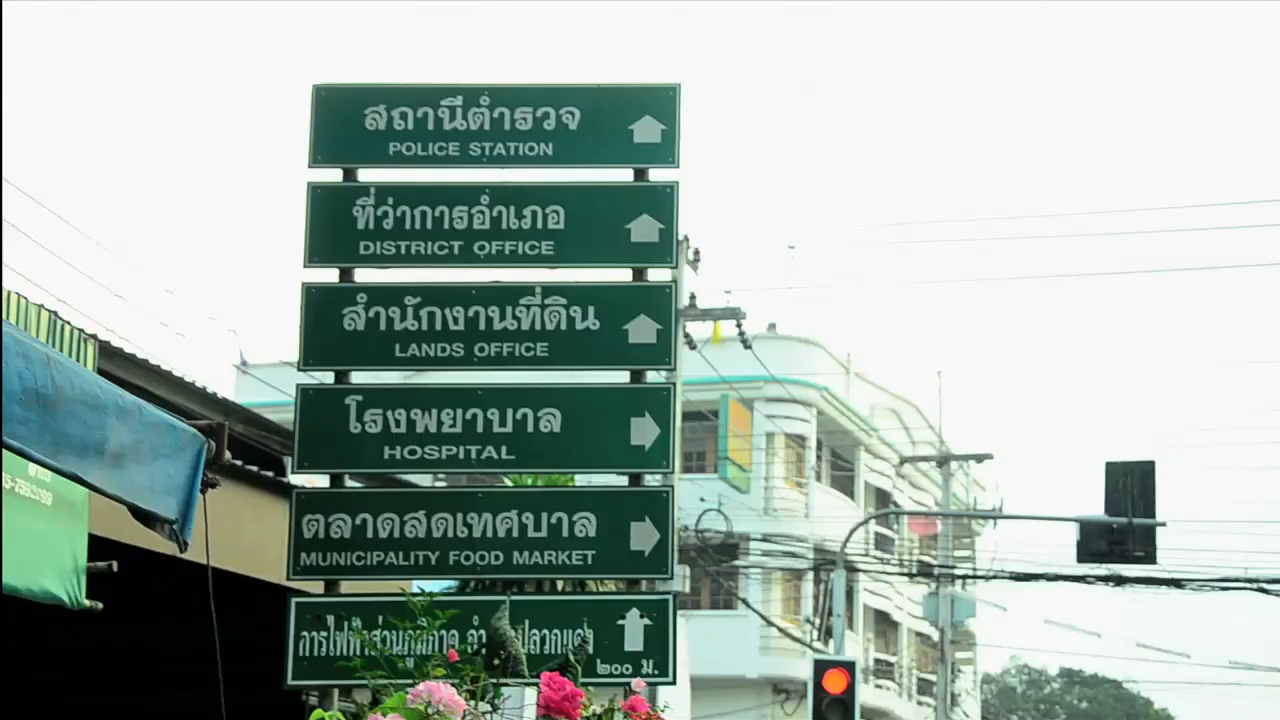 สถานีตำรวจ
POLICE STATION
ที่ว่าการอำเภอ
DISTRICT OFFICE
สำนักงานที่ดิน
LANDS OFFICE
โรงพยาบาล
HOSPITAL
ตลาดสดเทศบาล
MUNICIPALITY FOOD MARKET
การไฟฟ้าส่วนภูมิภาค
๒๐๐ ม.